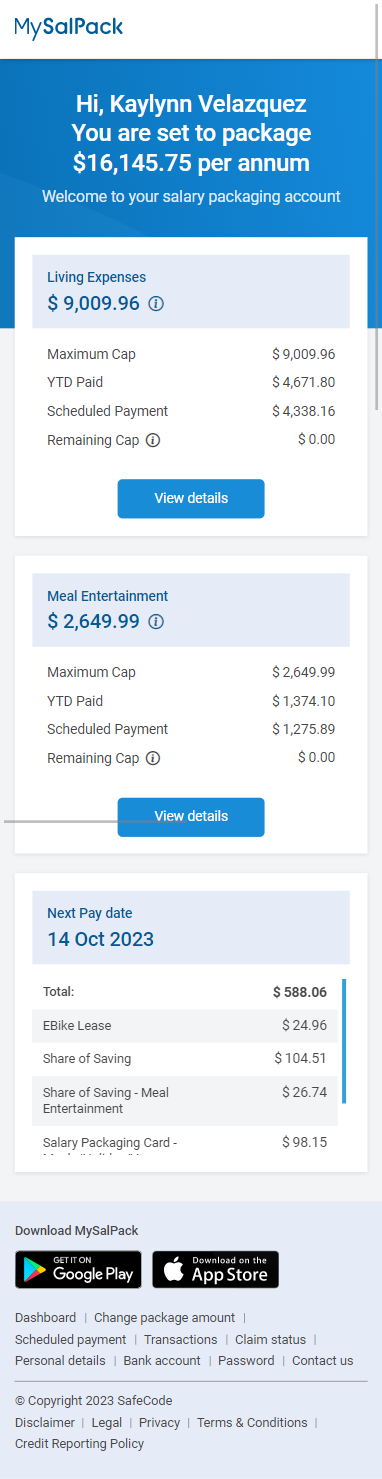 MySalPack
Hi, Kaylynn Velazquez
You are set to package
$16,145.75 per annum
Welcome to your salary packaging account
Living Expenses
$ 9,009.96
Maximum Cap $ 9,009.96
YTD Paid $ 4,671.80
Scheduled Payment $ 4,338.16
Remaining Cap $ 0.00
View details
Meal Entertainment
$ 2,649.99
Maximum Cap $ 2,649.99
YTD Paid $ 1,374.10
Scheduled Payment $ 1,275.89
Remaining Cap $ 0.00
View details
Next Pay date
14 Oct 2023
Total: $ 588.06
EBike Lease $ 24.96
Share of Saving $ 104.51
Share of Saving - Meal $ 26.74
Entertainment
Salary Packaging Card - $ 98.15
Download MySalPack
GET IT ON
Google Play
Download on the
App Store
Dashboard | Change package amount |
Scheduled payment | Transactions | Claim status |
Personal details | Bank account | Password | Contact us
© Copyright 2023 SafeCode
Disclaimer | Legal | Privacy | Terms & Conditions |
Credit Reporting Policy